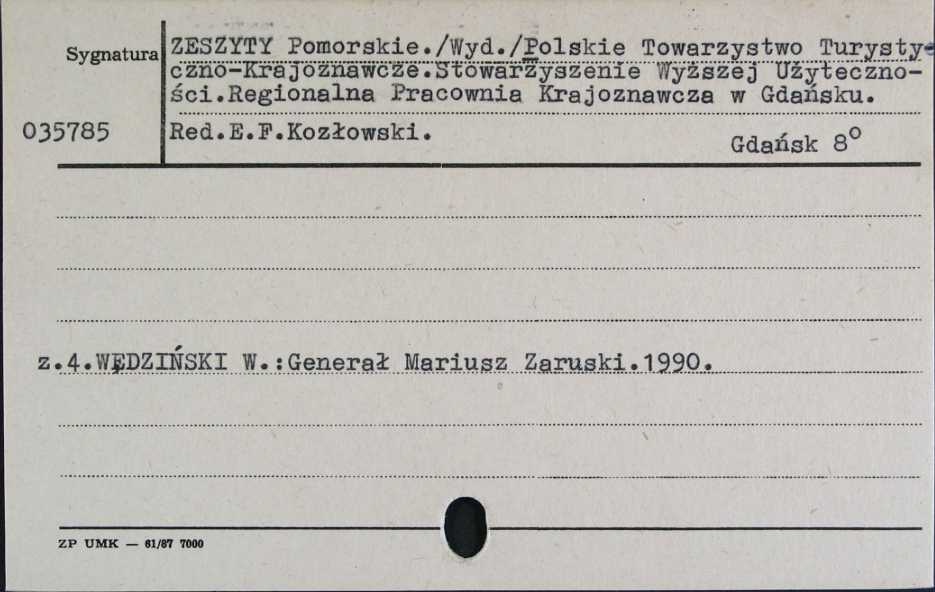 Sygnatura
ZESZYTY Pomorskie./Wyd./Polskie Towarzystwo Turysty-
czno-Krajoznawcze.Stowarzyszenie Wyższej Użyteczno-
ści.Regionalna Pracownia Krajoznawcza w Gdańsku.
035785
Red.E.F.Kozłowski.
Gdańsk 8°
z.4.WĘDZIŃSKI W.:Generał Mariusz Zaruski.1990.
ZP UMK — 61/87 7000